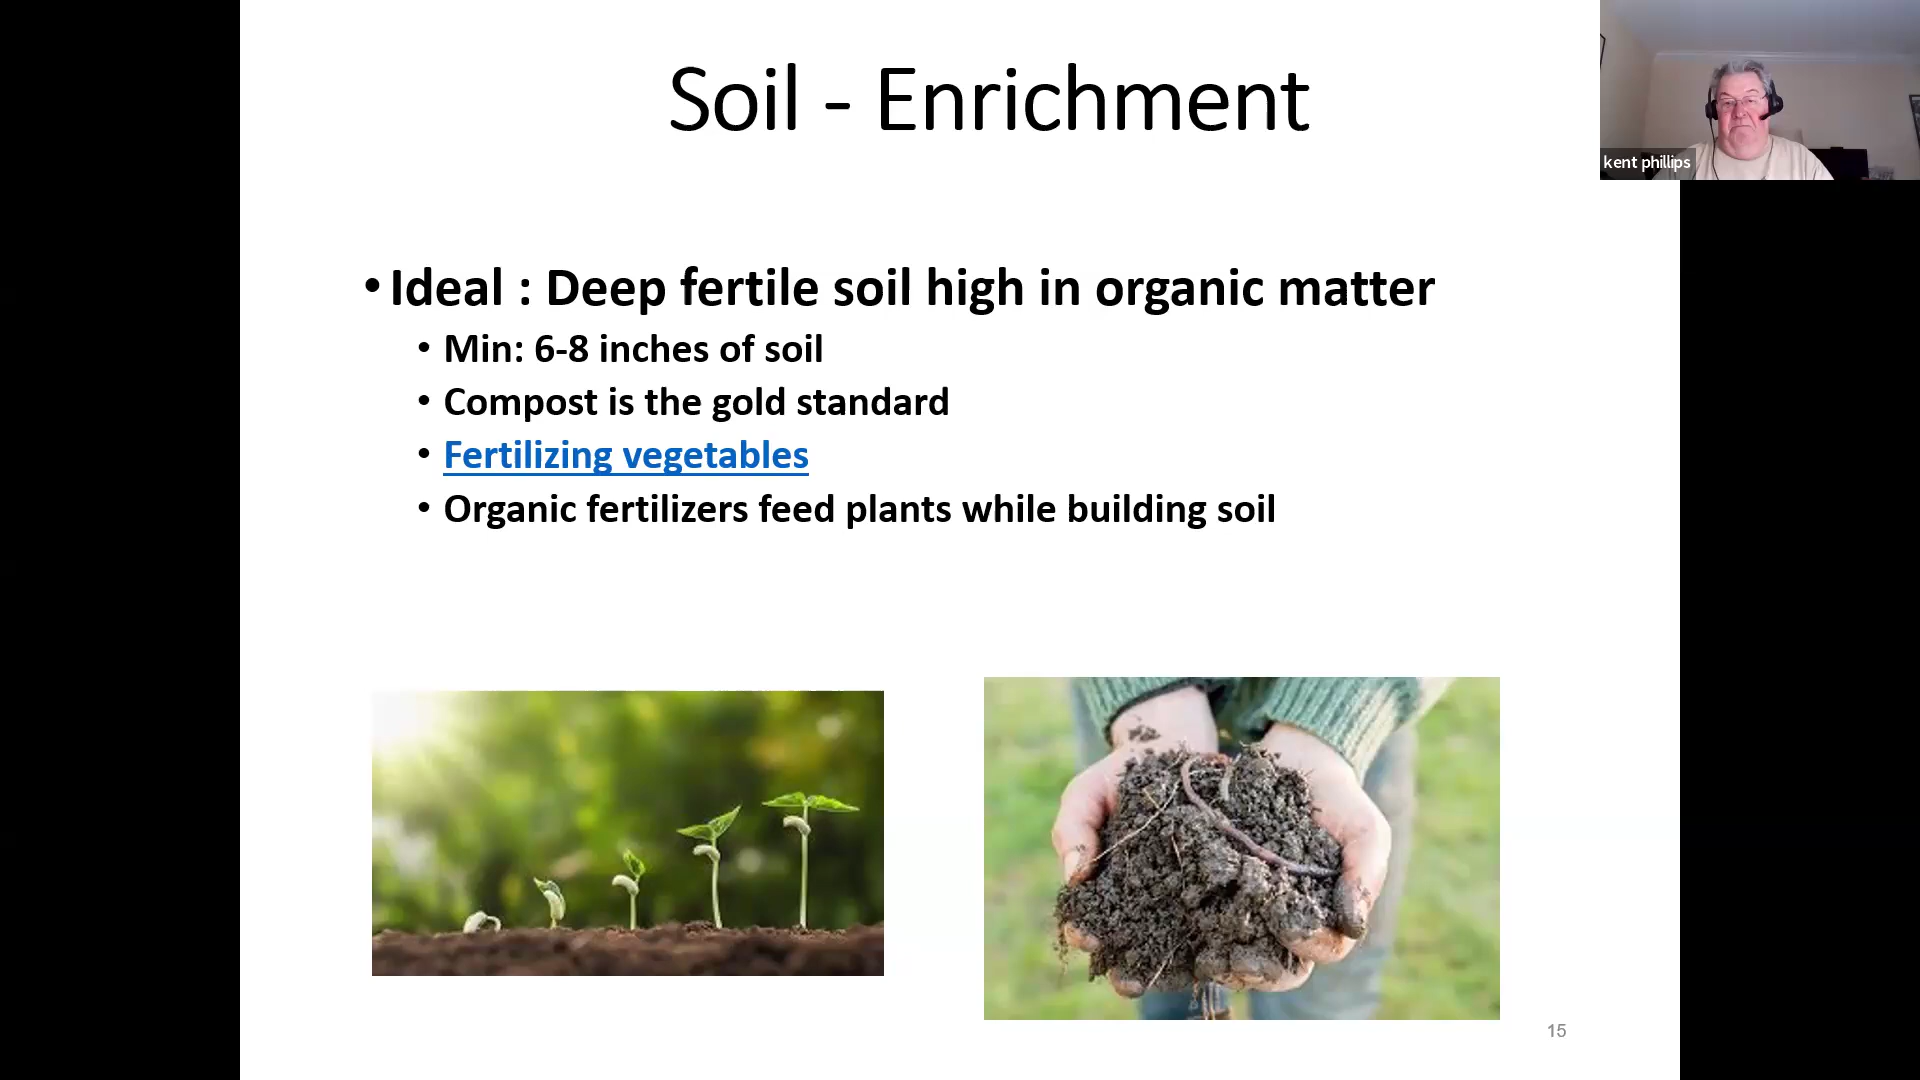 Soil - Enrichment
kent phillips
• Ideal : Deep fertile soil high in organic matter
• Min: 6-8 inches of soil
• Compost is the gold standard
• Fertilizing vegetables
• Organic fertilizers feed plants while building soil
15